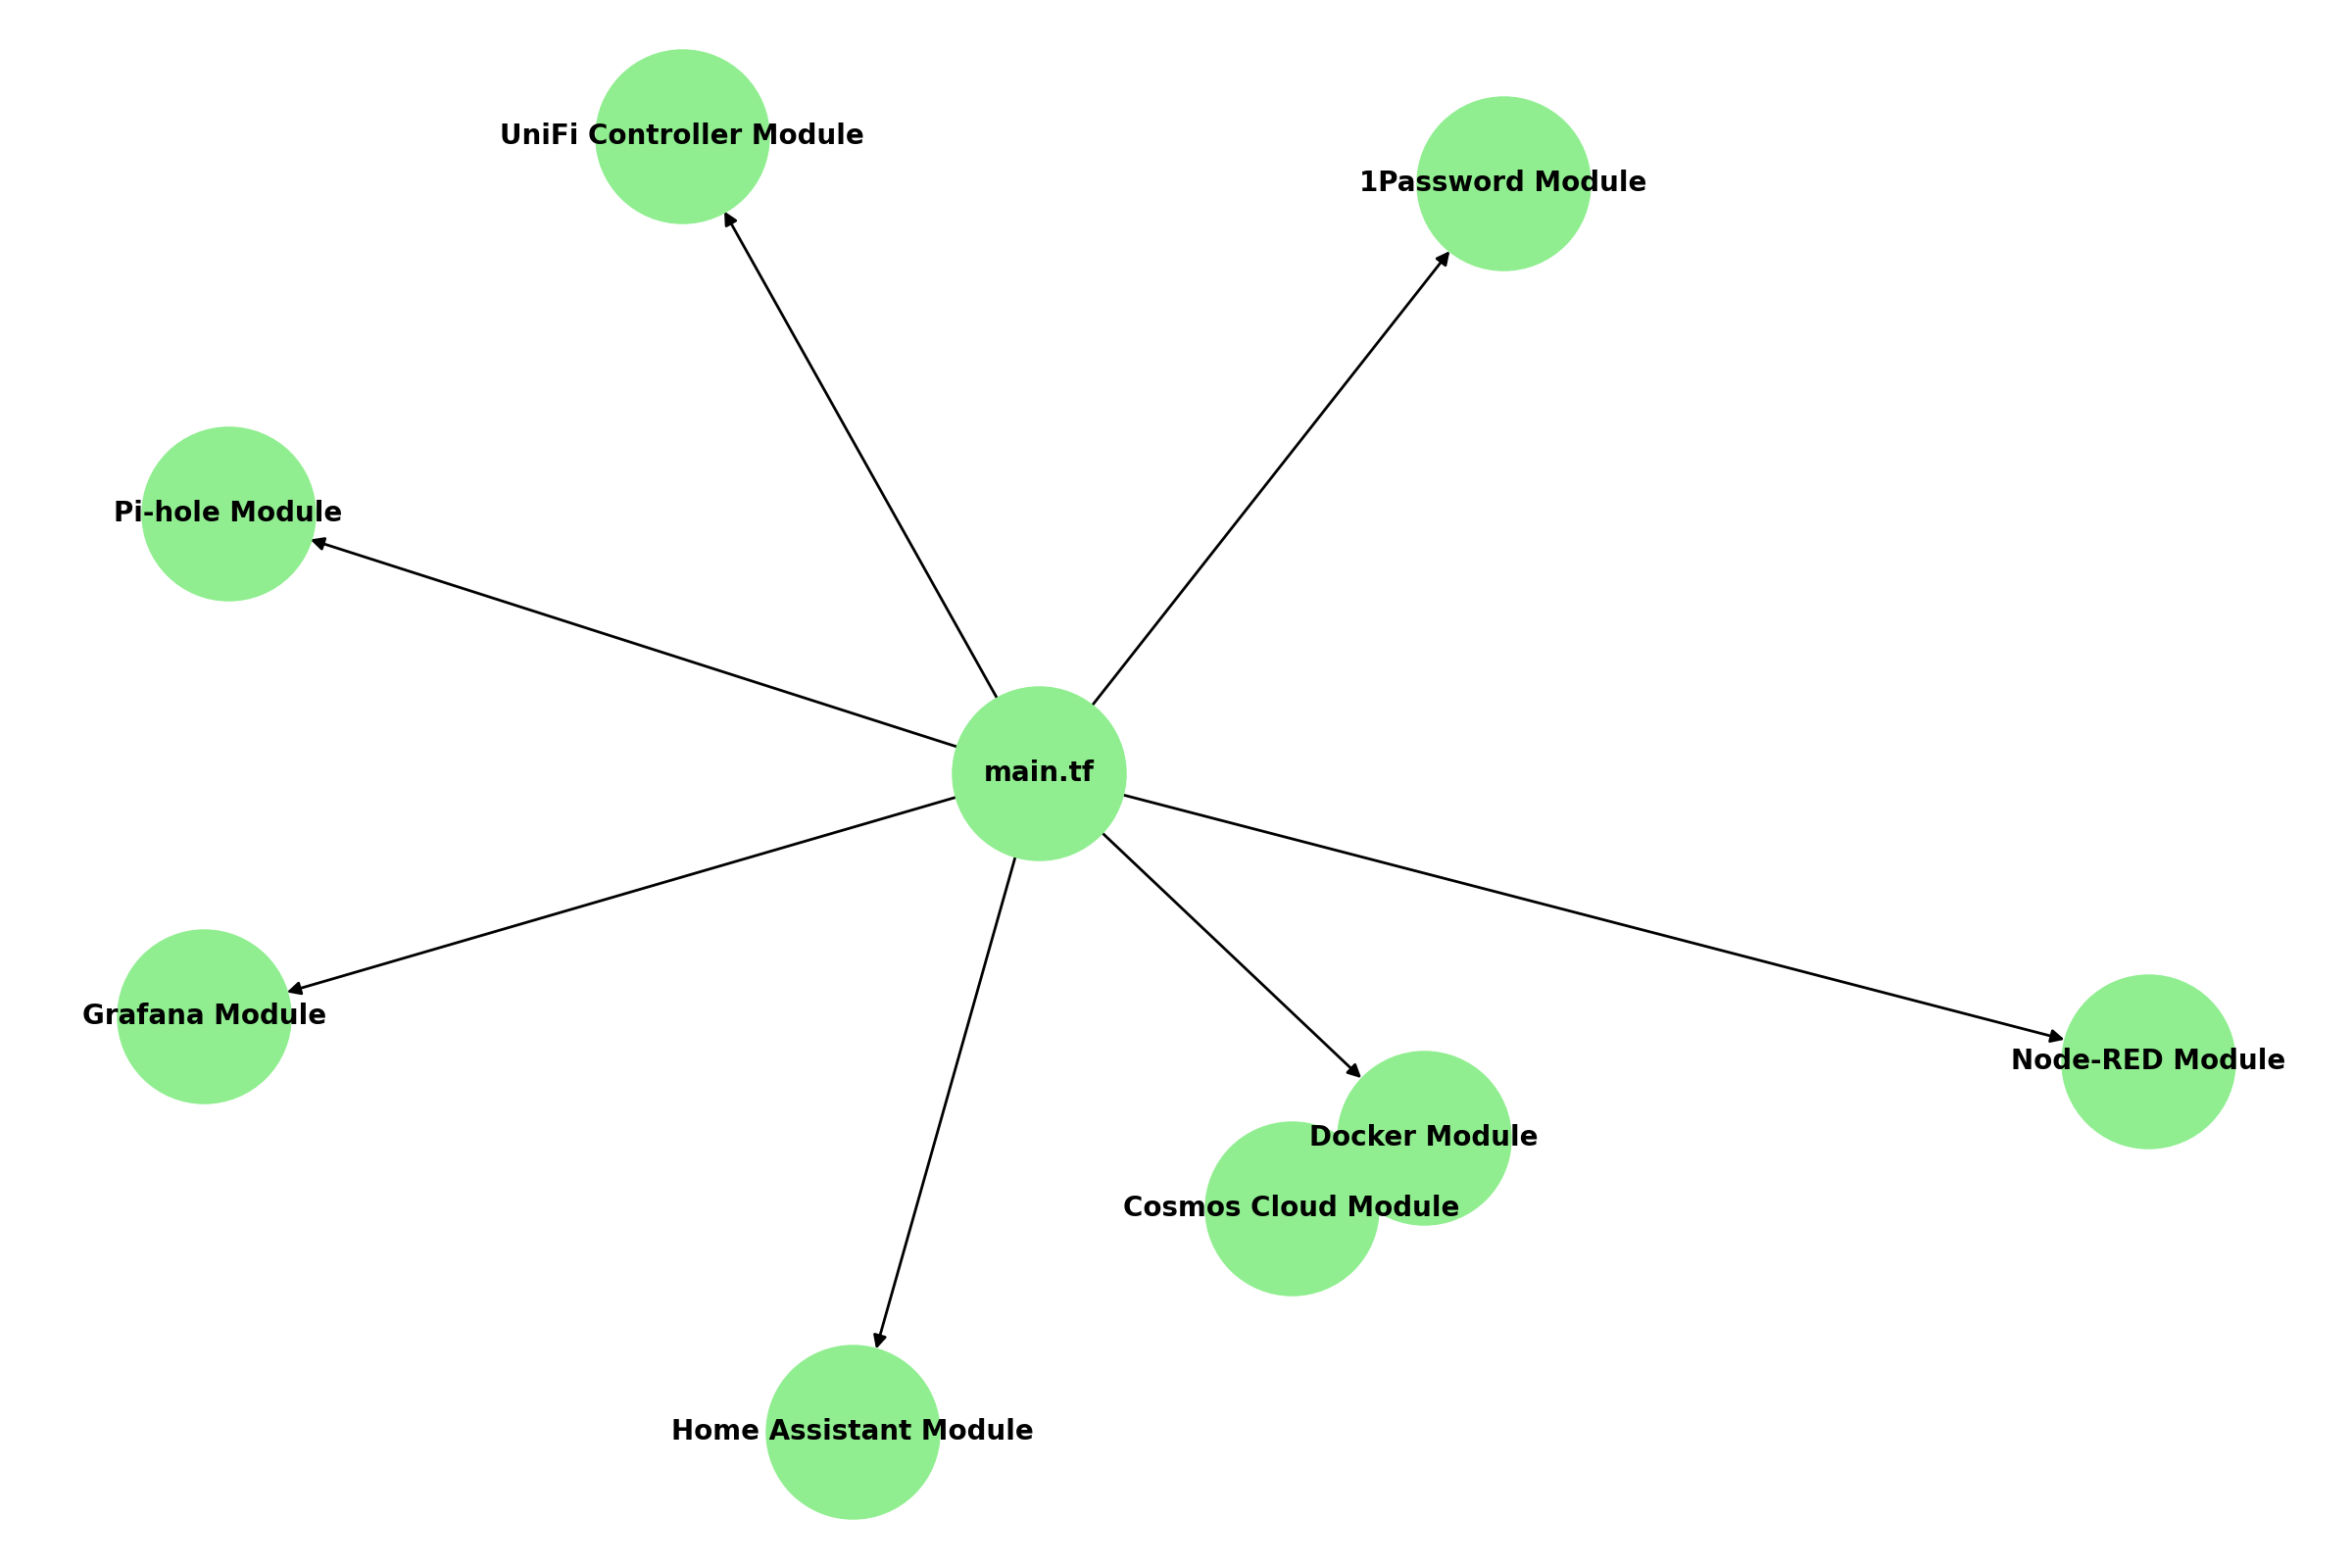 UniFi Controller Module
1Password Module
Pi-hole Module
main.tf
Grafana Module
Node-RED Module
Docker Module
Cosmos Cloud Module
Home Assistant Module